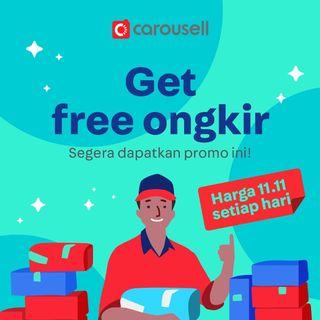 carousell
Get
free ongkir
Segera dapatkan promo ini!
Harga 11.11
setiap hari